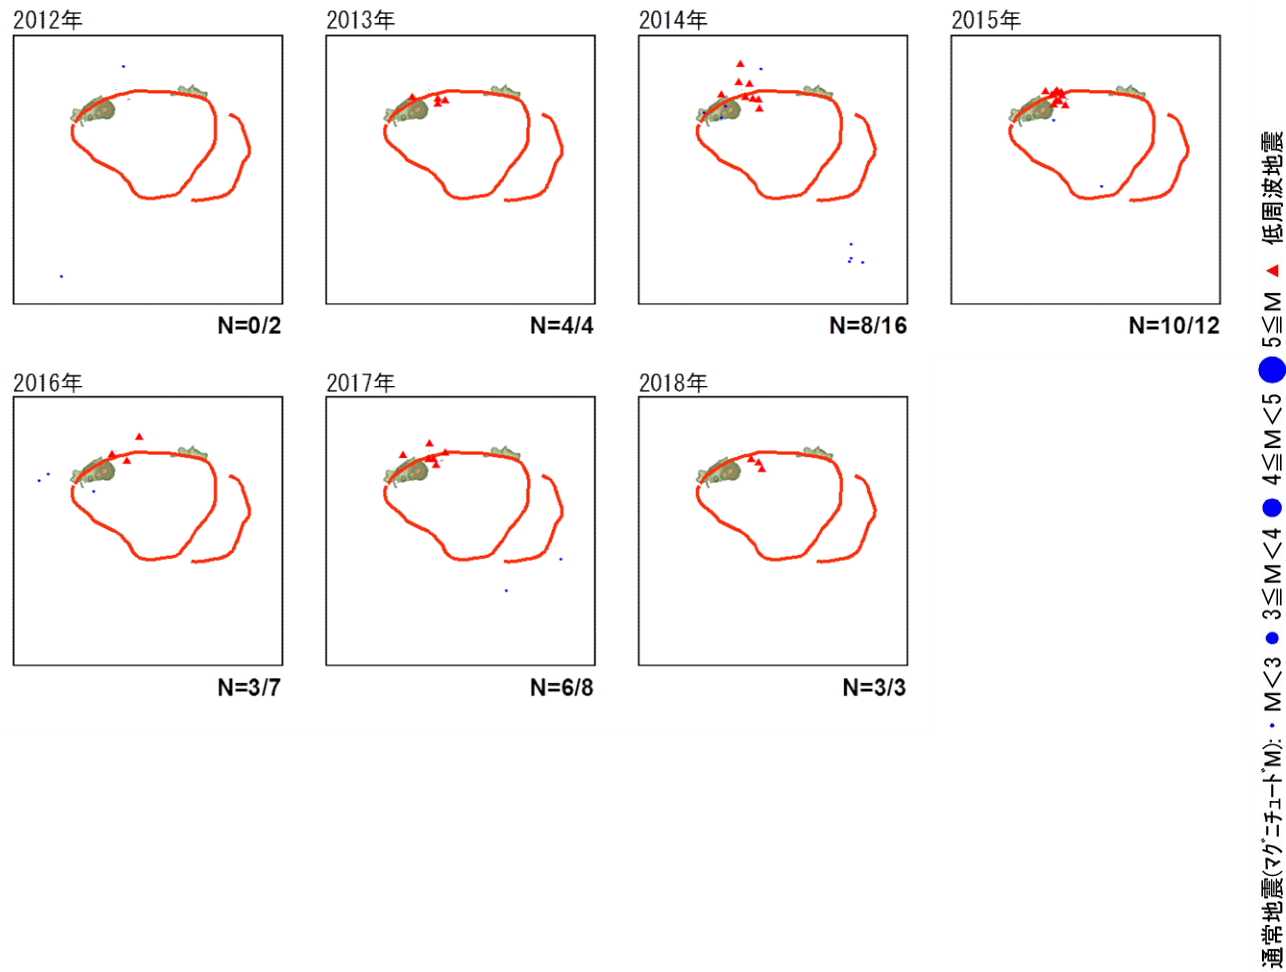 2012年
2013年
2014年
2015年
N=0/2
N=4/4
N=8/16
N=10/12
2016年
2017年
2018年
N=3/7
N=6/8
N=3/3
通常地震(マグニチュードM): ・ M<3 ● 3≦M<4 ● 4≦M<5 ● 5≦M ▲ 低周波地震